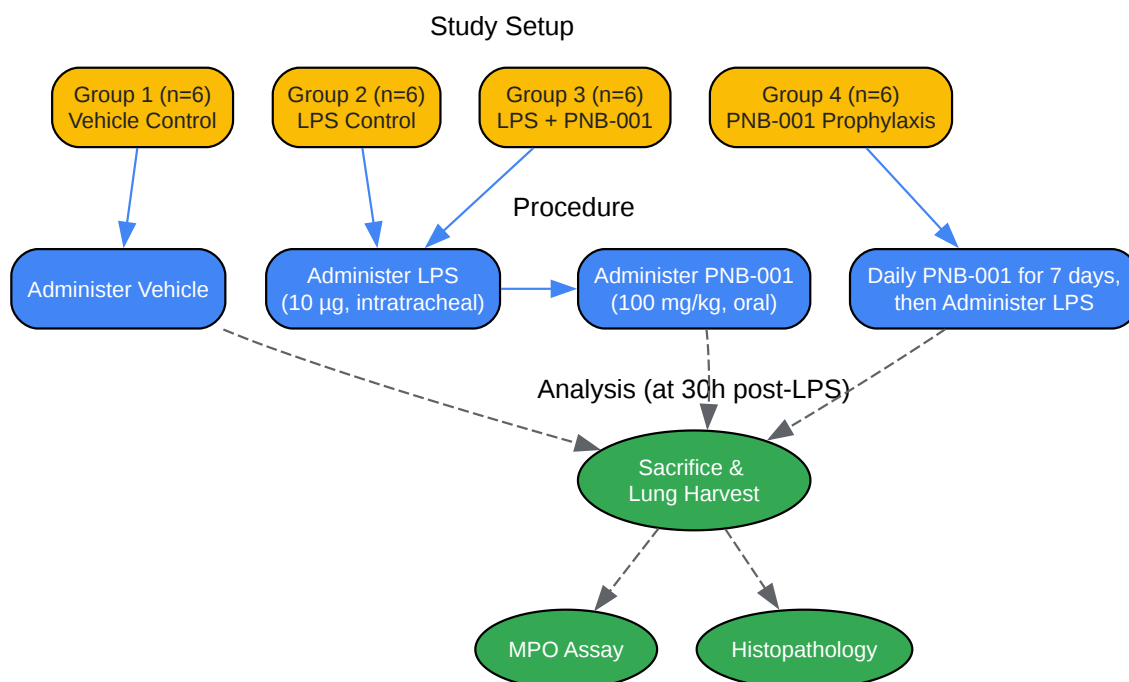 Study Setup
Group 1 (n=6)
Vehicle Control
Group 2 (n=6)
LPS Control
Group 3 (n=6)
LPS + PNB-001
Group 4 (n=6)
PNB-001 Prophylaxis
Procedure
Administer Vehicle
Administer LPS
(10 µg, intratracheal)
Administer PNB-001
(100 mg/kg, oral)
Daily PNB-001 for 7 days,
then Administer LPS
Analysis (at 30h post-LPS)
Sacrifice &
Lung Harvest
MPO Assay
Histopathology